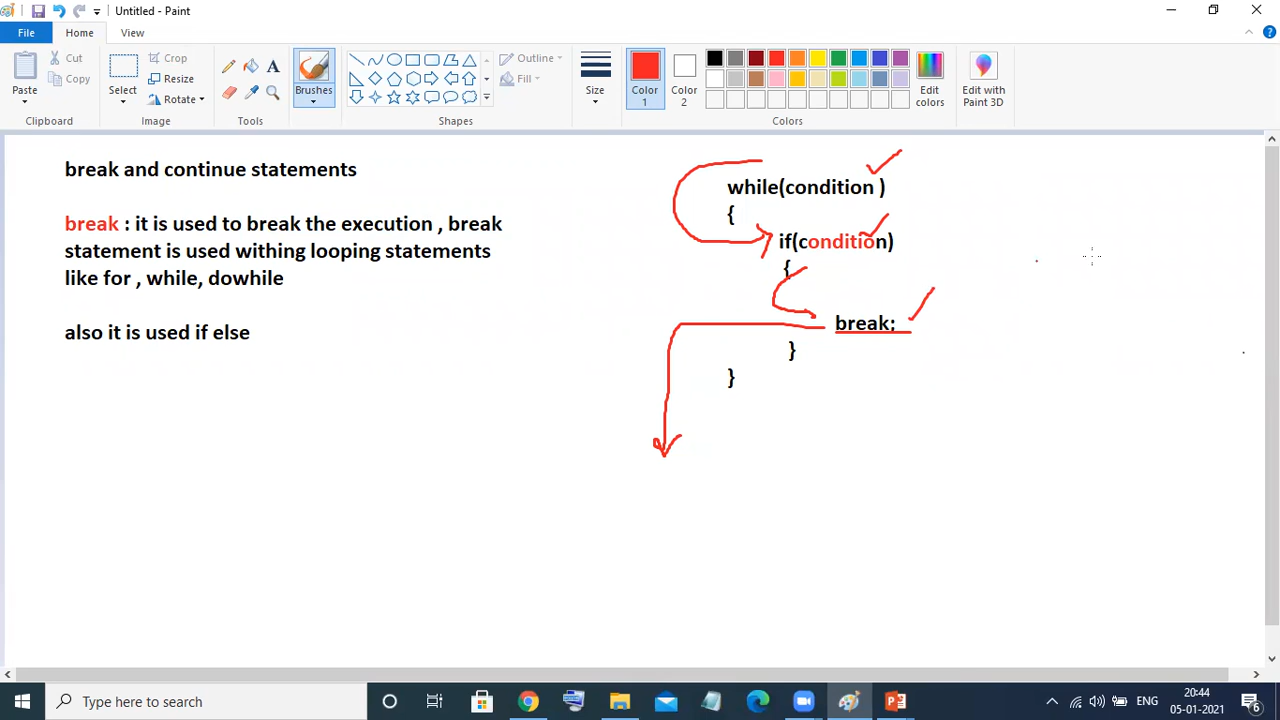 Untitled - Paint
File
Home
View
Paste
Cut
Copy
Clipboard
Select
Crop
Resize
Rotate
Image
Tools
Brushes
Shapes
Outline
Fill
Size
Color
1
Color
2
Colors
Edit
colors
Edit with
Paint 3D
break and continue statements
break : it is used to break the execution , break
statement is used withing looping statements
like for , while, dowhile
also it is used if else
while(condition )
{
if(condition)
{
break;
}
}
Type here to search
ENG
20:44
05-01-2021
6